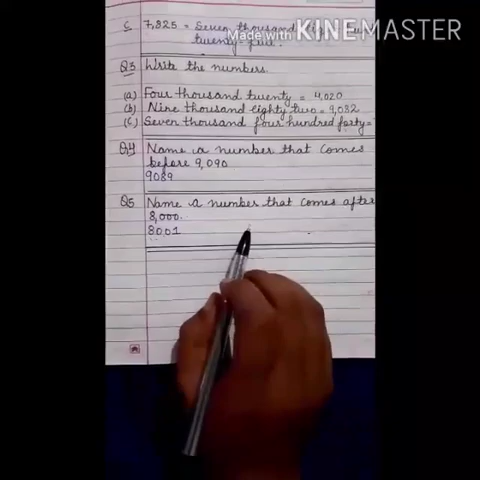 Made with KINEMASTER
c 7,825 = Seven thousand
twenty-five.
Q3 Write the numbers.
(a) Four thousand twenty = 4,020
(b) Nine thousand eighty two = 9,082
(c) Seven thousand four hundred forty =
Q4 Name a number that comes
before 9,090
9089
Q5 Name a number that comes after
8,000.
8001